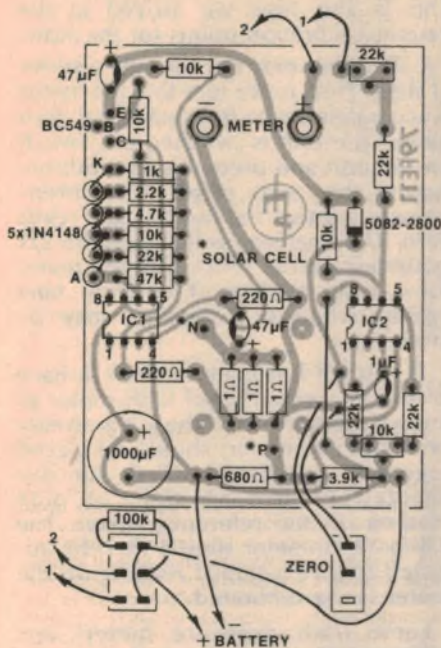 2
1
+
47µF
10k
22k
E
BC549
B
C
10k
−
METER
+
79FE11
22k
K
1k
2.2k
4.7k
5x1N4148
10k
22k
A
47k
10k
5082-2800
SOLAR CELL
8
5
IC1
1
4
N
220Ω
47µF
+
8
5
IC2
1
4
1µF
+
220Ω
1Ω
1Ω
1Ω
22k
10k
22k
1000µF
+
P
680Ω
3.9k
100k
2
1
ZERO
−
+ BATTERY